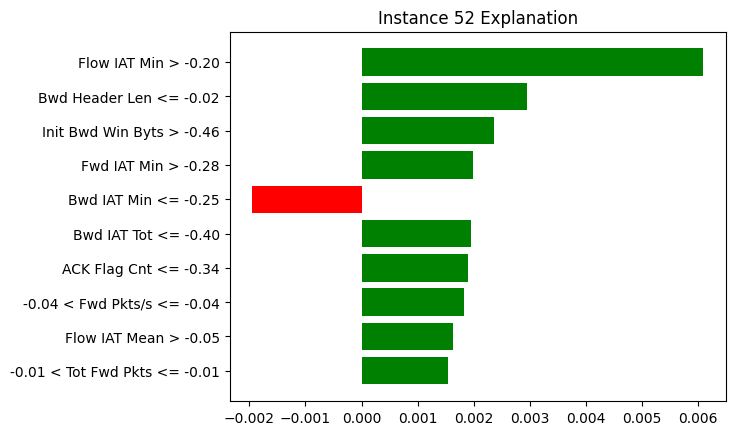 Instance 52 Explanation
Flow IAT Min > -0.20
Bwd Header Len <= -0.02
Init Bwd Win Byts > -0.46
Fwd IAT Min > -0.28
Bwd IAT Min <= -0.25
Bwd IAT Tot <= -0.40
ACK Flag Cnt <= -0.34
-0.04 < Fwd Pkts/s <= -0.04
Flow IAT Mean > -0.05
-0.01 < Tot Fwd Pkts <= -0.01
−0.002 −0.001 0.000 0.001 0.002 0.003 0.004 0.005 0.006